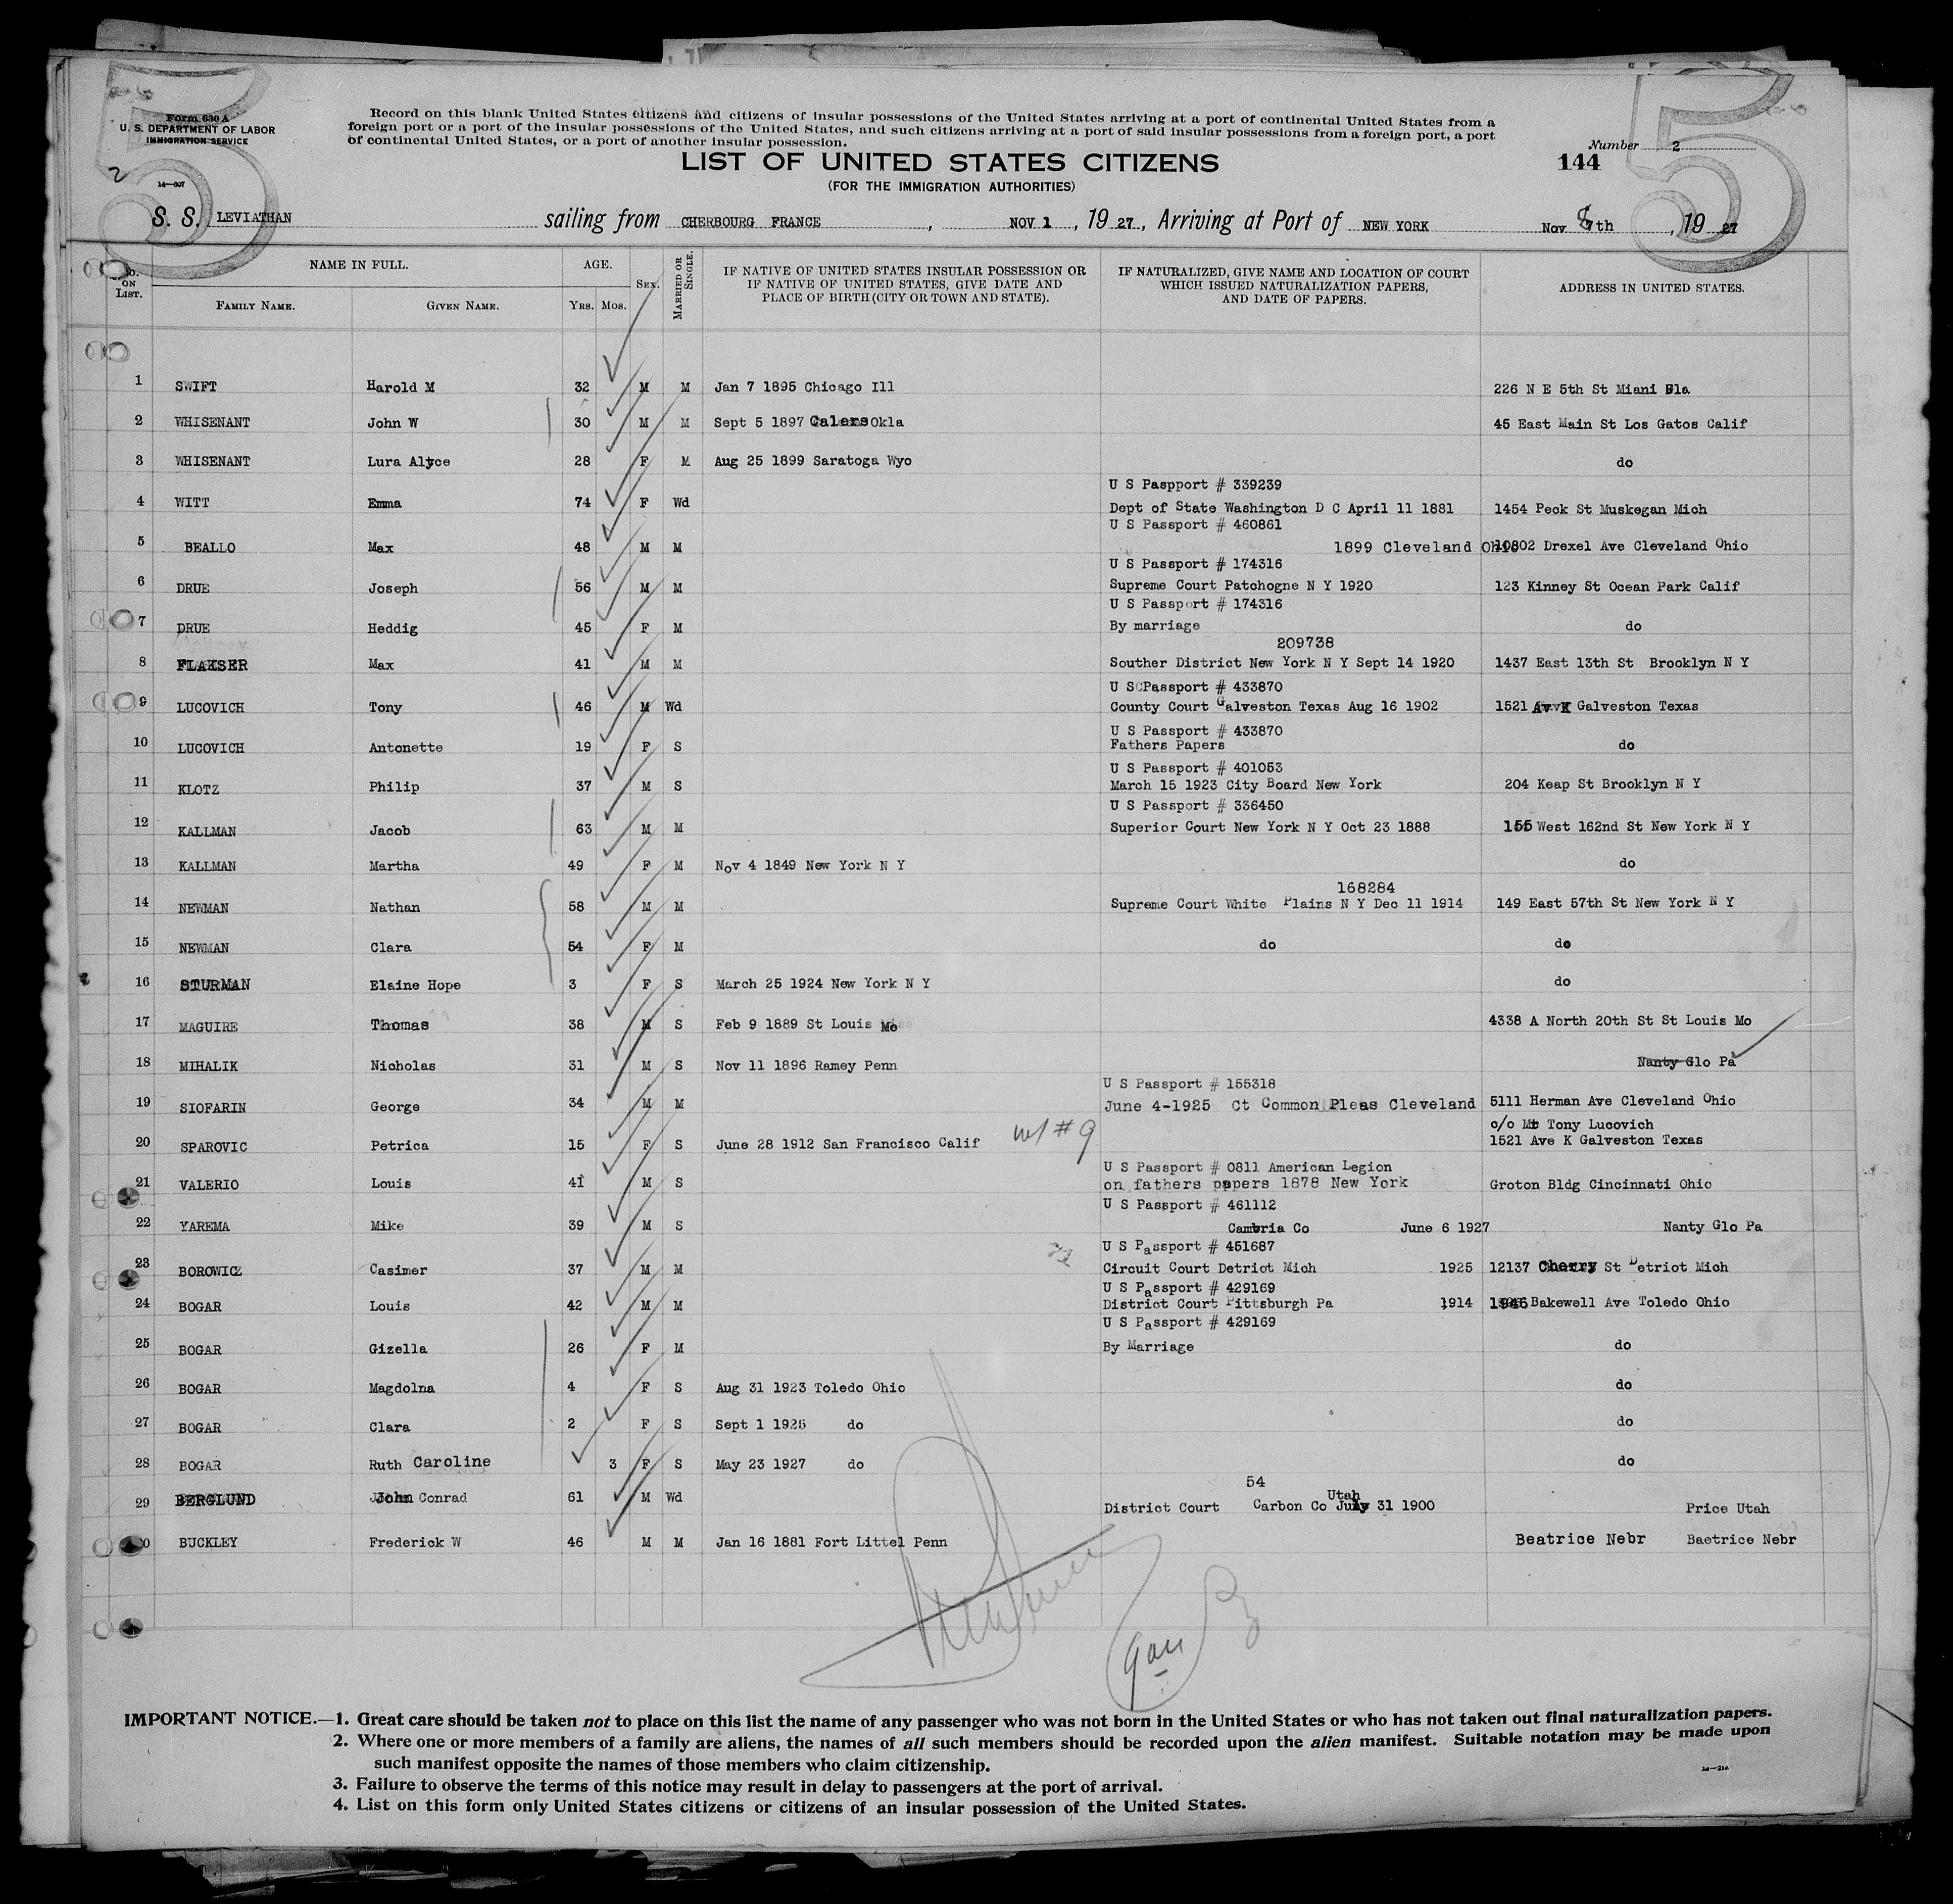 Form 630 A
U. S. DEPARTMENT OF LABOR
IMMIGRATION SERVICE
2
14—307
5
5
Record on this blank United States citizens and citizens of insular possessions of the United States arriving at a port of continental United States from a
foreign port or a port of the insular possessions of the United States, and such citizens arriving at a port of said insular possessions from a foreign port, a port
of continental United States, or a port of another insular possession.
LIST OF UNITED STATES CITIZENS
(FOR THE IMMIGRATION AUTHORITIES)
Number 2
144
S. S. LEVIATHAN sailing from CHERBOURG FRANCE, NOV 1, 1927, Arriving at Port of NEW YORK Nov 8th, 1927
No. ON LIST. NAME IN FULL. AGE. SEX. MARRIED OR SINGLE. IF NATIVE OF UNITED STATES INSULAR POSSESSION OR IF NATIVE OF UNITED STATES, GIVE DATE AND PLACE OF BIRTH (CITY OR TOWN AND STATE). IF NATURALIZED, GIVE NAME AND LOCATION OF COURT WHICH ISSUED NATURALIZATION PAPERS, AND DATE OF PAPERS. ADDRESS IN UNITED STATES.
FAMILY NAME. GIVEN NAME. YRS. MOS.
1 SWIFT Harold M 32 M M Jan 7 1895 Chicago Ill 226 N E 5th St Miani Fla
2 WHISENANT John W 30 M M Sept 5 1897 Calers Okla 45 East Main St Los Gatos Calif
3 WHISENANT Lura Alyce 28 F M Aug 25 1899 Saratoga Wyo do
U S Paspport # 339239
4 WITT Emma 74 F Wd Dept of State Washington D C April 11 1881 1454 Peck St Muskegan Mich
U S Passport # 460861
5 BEALLO Max 48 M M 1899 Cleveland Ohio 10802 Drexel Ave Cleveland Ohio
U S Passport # 174316
6 DRUE Joseph 56 M M Supreme Court Patchogne N Y 1920 123 Kinney St Ocean Park Calif
U S Passport # 174316
7 DRUE Heddig 45 F M By marriage do
209738
8 FLAKSER Max 41 M M Souther District New York N Y Sept 14 1920 1437 East 13th St Brooklyn N Y
U S Passport # 433870
9 LUCOVICH Tony 46 M Wd County Court Galveston Texas Aug 16 1902 1521 Av K Galveston Texas
U S Passport # 433870
10 LUCOVICH Antonette 19 F S Fathers Papers do
U S Passport # 401053
11 KLOTZ Philip 37 M S March 15 1923 City Board New York 204 Keap St Brooklyn N Y
U S Passport # 336450
12 KALLMAN Jacob 63 M M Superior Court New York N Y Oct 23 1888 155 West 162nd St New York N Y
13 KALLMAN Martha 49 F M Nov 4 1849 New York N Y do
168284
14 NEWMAN Nathan 58 M M Supreme Court White Plains N Y Dec 11 1914 149 East 57th St New York N Y
15 NEWMAN Clara 54 F M do do
16 STURMAN Elaine Hope 3 F S March 25 1924 New York N Y do
17 MAGUIRE Thomas 38 M S Feb 9 1889 St Louis Mo 4338 A North 20th St St Louis Mo
18 MIHALIK Nicholas 31 M S Nov 11 1896 Ramey Penn Nanty Glo Pa
U S Passport # 155318
19 SIOFARIN George 34 M M June 4-1925 Ct Common Pleas Cleveland 5111 Herman Ave Cleveland Ohio
c/o Mr Tony Lucovich
20 SPAROVIC Petrica 15 F S June 28 1912 San Francisco Calif w/ # 9 1521 Ave K Galveston Texas
U S Passport # 0811 American Legion
21 VALERIO Louis 41 M S on fathers papers 1878 New York Groton Bldg Cincinnati Ohio
U S Passport # 461112
22 YAREMA Mike 39 M S Cambria Co June 6 1927 Nanty Glo Pa
U S Passport # 451687
23 BOROWICZ Casimer 37 M M Circuit Court Detriot Mich 1925 12137 Cherry St Detriot Mich
U S Passport # 429169
24 BOGAR Louis 42 M M District Court Pittsburgh Pa 1914 1946 Bakewell Ave Toledo Ohio
U S Passport # 429169
25 BOGAR Gizella 26 F M By Marriage do
26 BOGAR Magdolna 4 F S Aug 31 1923 Toledo Ohio do
27 BOGAR Clara 2 F S Sept 1 1925 do do
28 BOGAR Ruth Caroline 3 F S May 23 1927 do do
54
29 BERGLUND John Conrad 61 M Wd District Court Carbon Co Utah July 31 1900 Price Utah
30 BUCKLEY Frederick W 46 M M Jan 16 1881 Fort Littel Penn Beatrice Nebr Baetrice Nebr
IMPORTANT NOTICE.—1. Great care should be taken not to place on this list the name of any passenger who was not born in the United States or who has not taken out final naturalization papers.
2. Where one or more members of a family are aliens, the names of all such members should be recorded upon the alien manifest. Suitable notation may be made upon
such manifest opposite the names of those members who claim citizenship.
3. Failure to observe the terms of this notice may result in delay to passengers at the port of arrival.
4. List on this form only United States citizens or citizens of an insular possession of the United States.